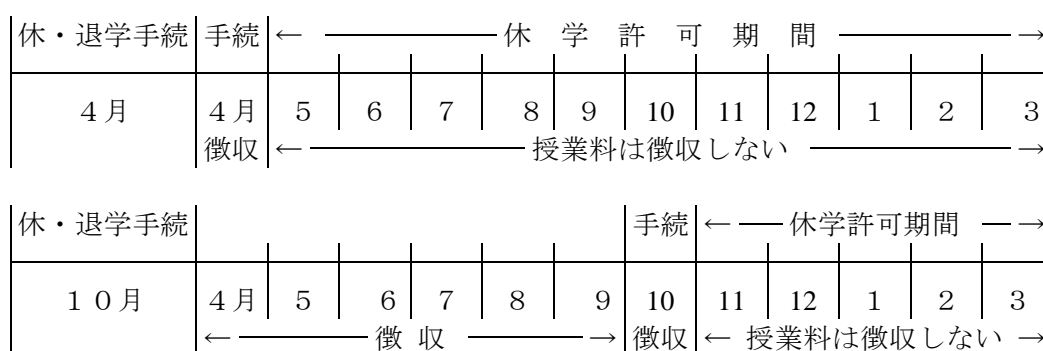 休・退学手続 手続 ← 休学許可期間 →
4月 4月 5 6 7 8 9 10 11 12 1 2 3
徴収 ← 授業料は徴収しない →
休・退学手続 手続 ← 休学許可期間 →
10月 4月 5 6 7 8 9 10 11 12 1 2 3
← 徴収 → 徴収 ← 授業料は徴収しない →